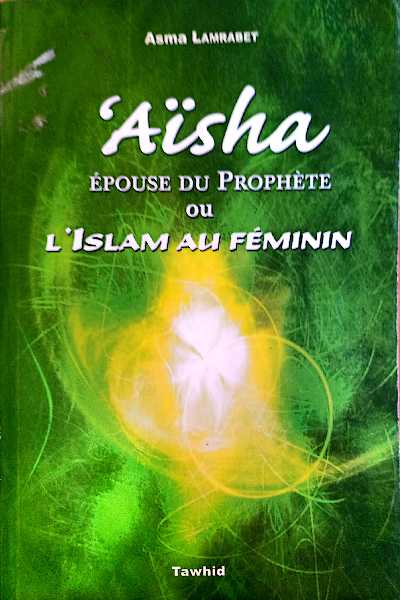 Asma LAMRABET
'Aïsha
ÉPOUSE DU PROPHÈTE
OU
L'ISLAM AU FÉMININ
Tawhid